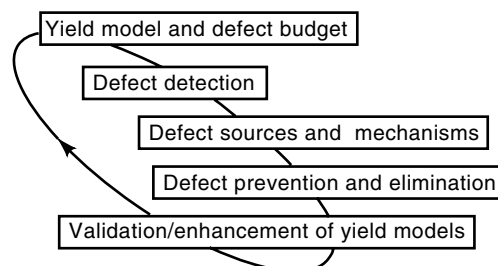 Yield model and defect budget
Defect detection
Defect sources and mechanisms
Defect prevention and elimination
Validation/enhancement of yield models